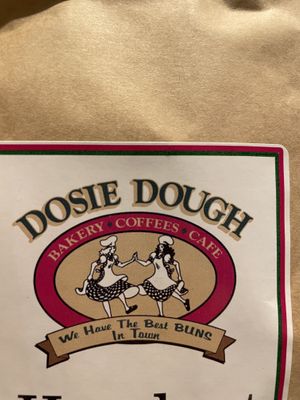 DOSIE DOUGH
BAKERY • COFFEES • CAFE
We Have The Best BUNS
In Town